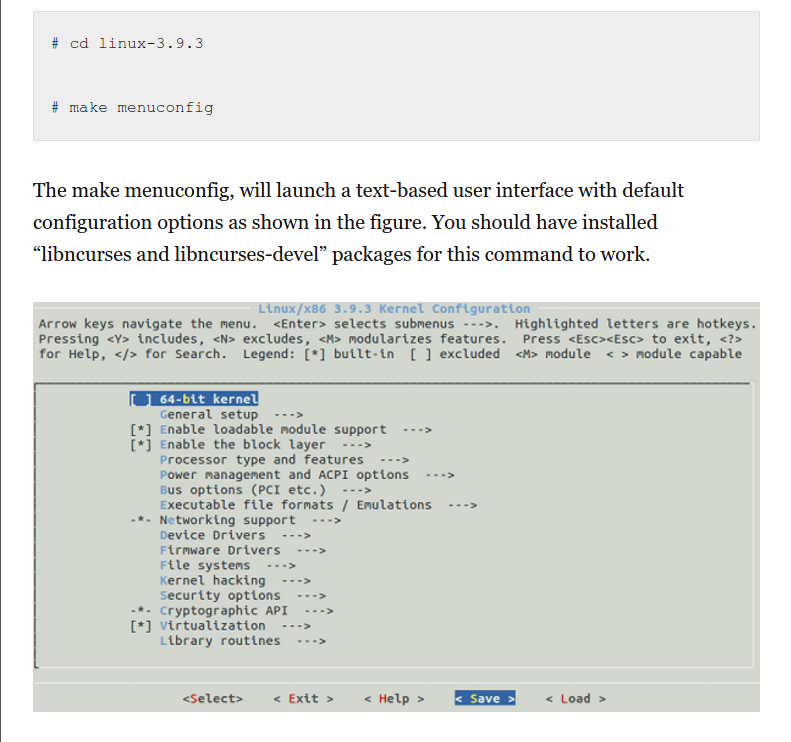 # cd linux-3.9.3
# make menuconfig
The make menuconfig, will launch a text-based user interface with default
configuration options as shown in the figure. You should have installed
“libncurses and libncurses-devel” packages for this command to work.
Linux/x86 3.9.3 Kernel Configuration
Arrow keys navigate the menu.  <Enter> selects submenus --->.  Highlighted letters are hotkeys.
Pressing <Y> includes, <N> excludes, <M> modularizes features.  Press <Esc><Esc> to exit, <?>
for Help, </> for Search.  Legend: [*] built-in  [ ] excluded  <M> module  < > module capable
[ ] 64-bit kernel
General setup  --->
[*] Enable loadable module support  --->
[*] Enable the block layer  --->
Processor type and features  --->
Power management and ACPI options  --->
Bus options (PCI etc.)  --->
Executable file formats / Emulations  --->
-*- Networking support  --->
Device Drivers  --->
Firmware Drivers  --->
File systems  --->
Kernel hacking  --->
Security options  --->
-*- Cryptographic API  --->
[*] Virtualization  --->
Library routines  --->
<Select>    < Exit >    < Help >    < Save >    < Load >